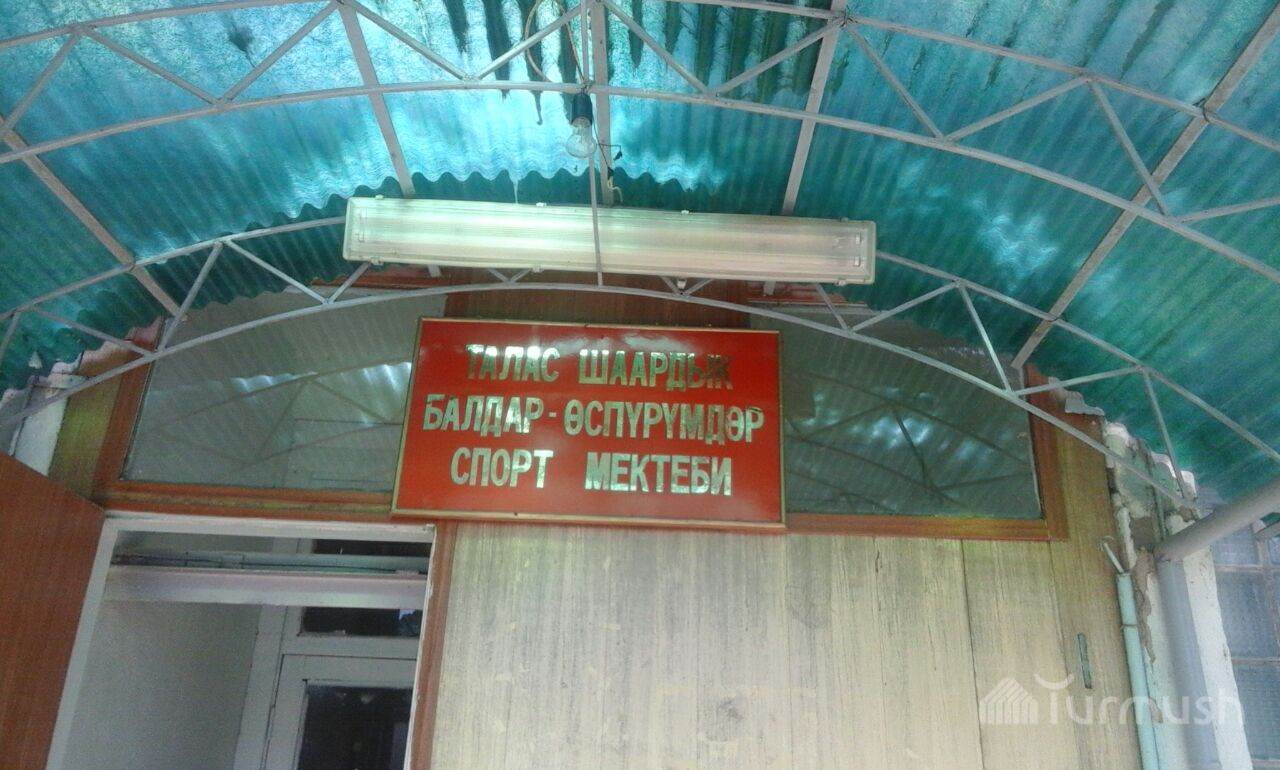 ТАЛАС ШААРДЫК
БАЛДАР - ӨСПҮРҮМДӨР
СПОРТ МЕКТЕБИ
Turmush